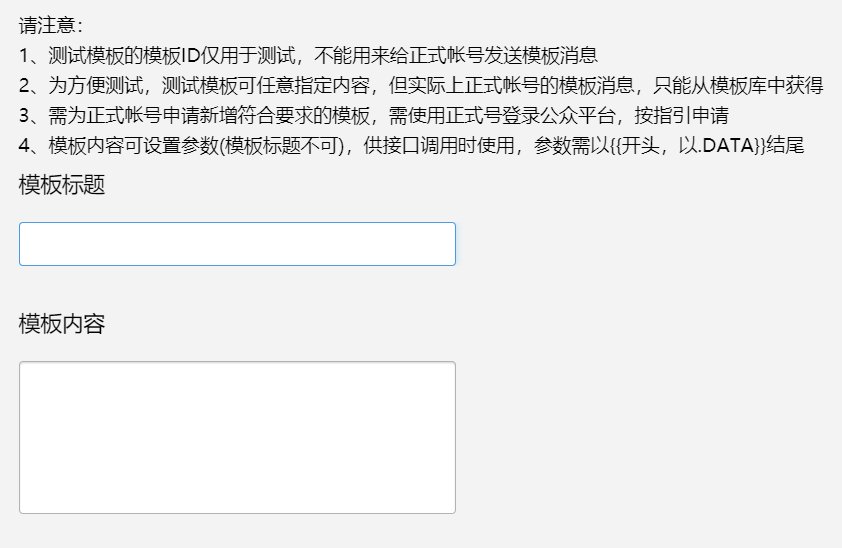 请注意：
1、测试模板的模板ID仅用于测试，不能用来给正式帐号发送模板消息
2、为方便测试，测试模板可任意指定内容，但实际上正式帐号的模板消息，只能从模板库中获得
3、需为正式帐号申请新增符合要求的模板，需使用正式号登录公众平台，按指引申请
4、模板内容可设置参数(模板标题不可)，供接口调用时使用，参数需以{{开头，以.DATA}}结尾
模板标题
模板内容